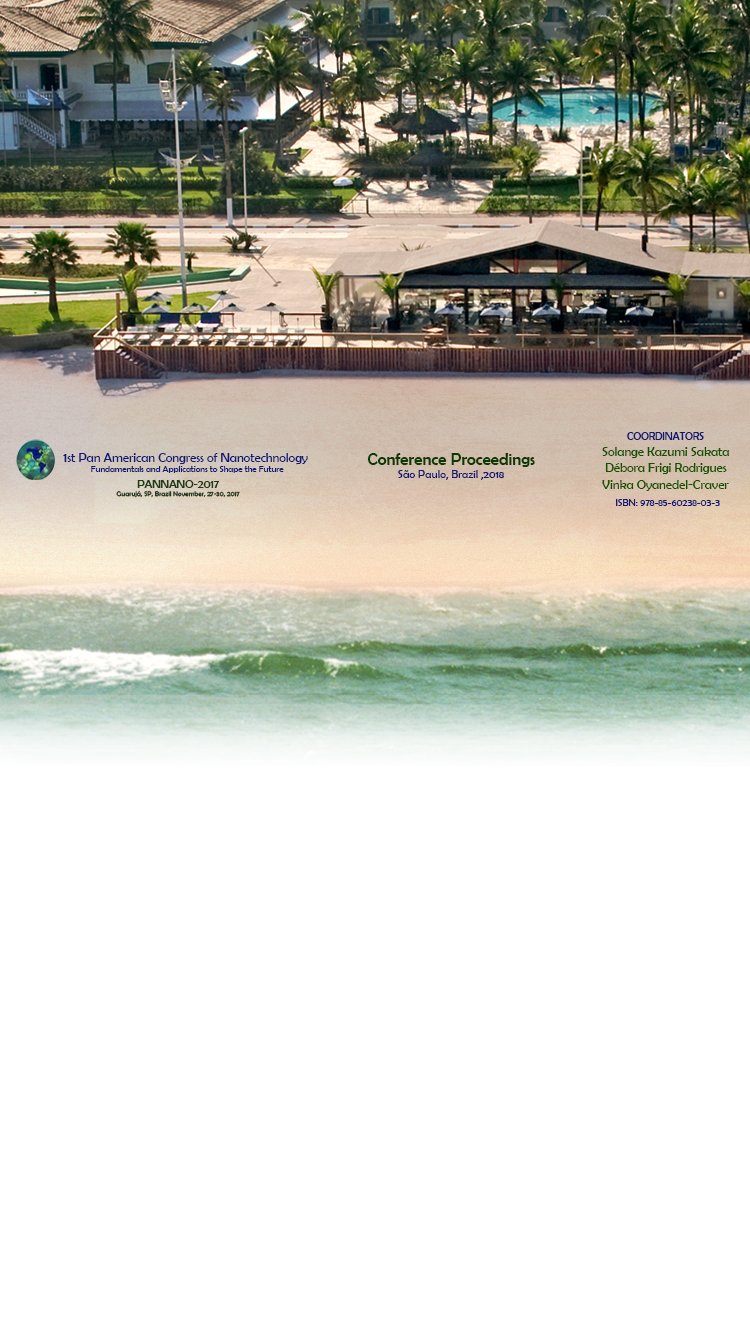 1st Pan American Congress of Nanotechnology
Fundamentals and Applications to Shape the Future
PANNANO-2017
Guarujá, SP, Brazil November, 27-30, 2017
Conference Proceedings
São Paulo, Brazil ,2018
COORDINATORS
Solange Kazumi Sakata
Débora Frigi Rodrigues
Vinka Oyanedel-Craver
ISBN: 978-85-60238-03-3